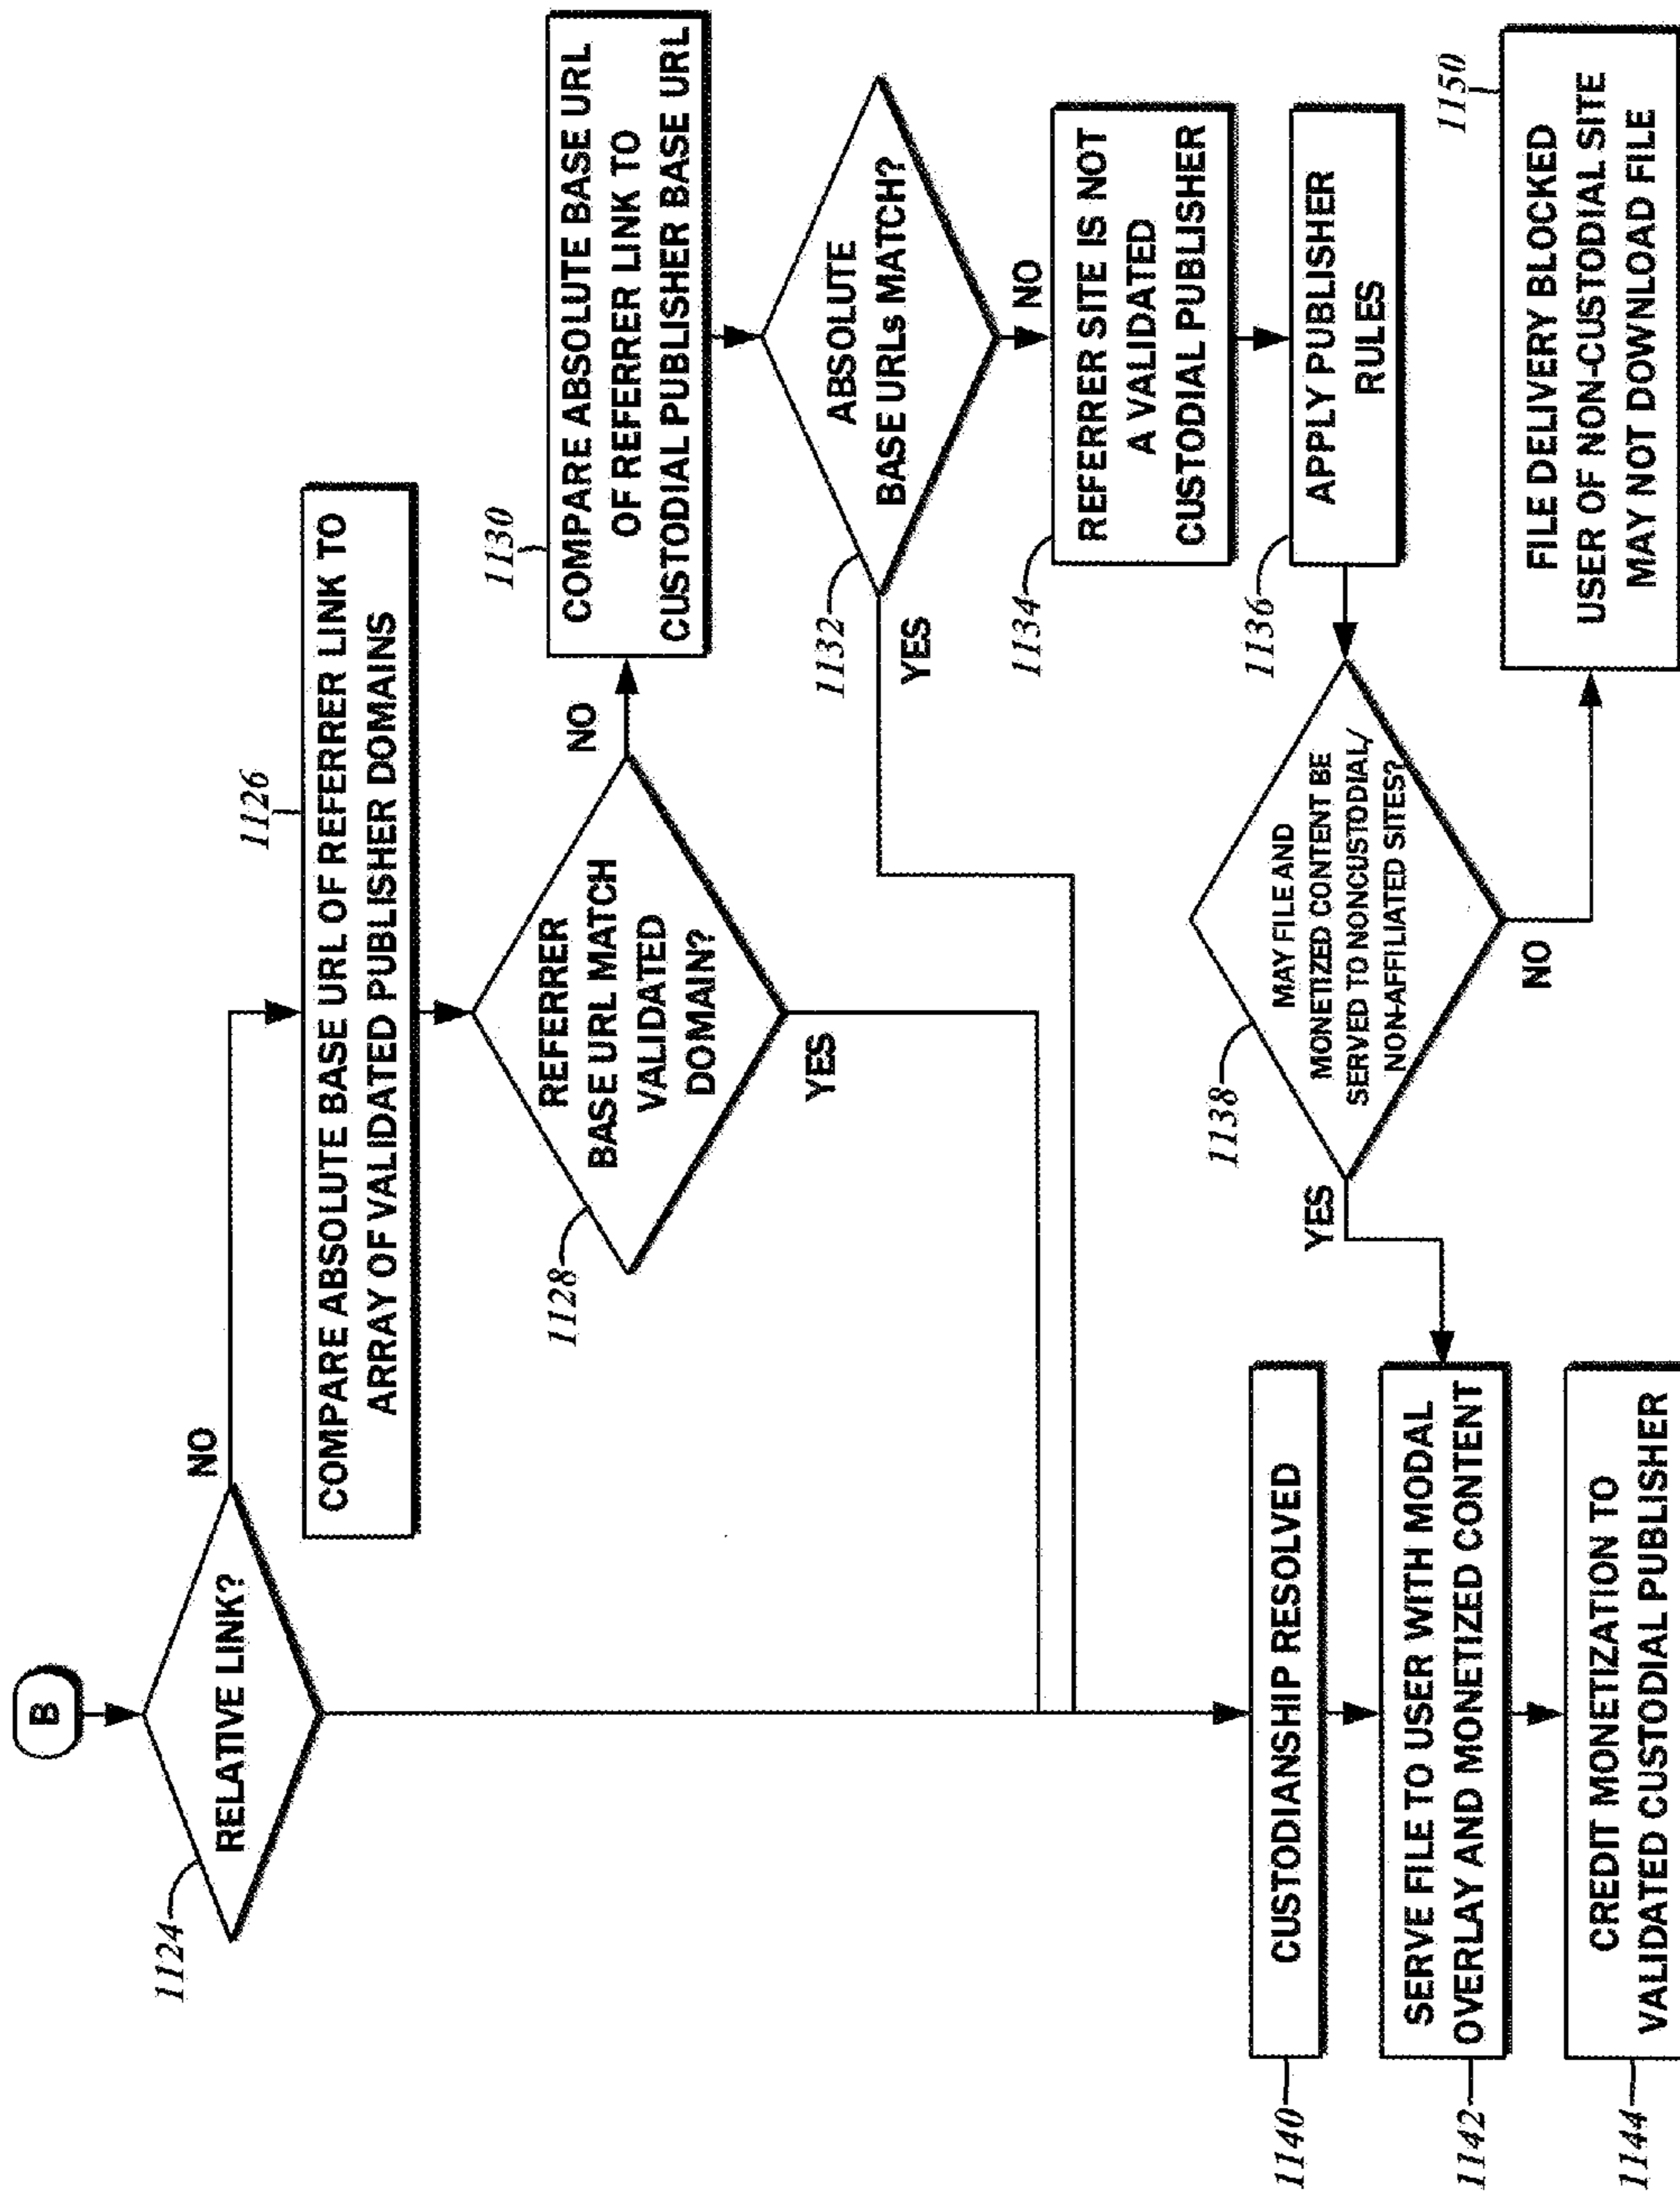 B
1124
RELATIVE LINK?
NO
1126
COMPARE ABSOLUTE BASE URL OF REFERRER LINK TO
ARRAY OF VALIDATED PUBLISHER DOMAINS
1128
REFERRER
BASE URL MATCH
VALIDATED
DOMAIN?
NO
YES
1130
COMPARE ABSOLUTE BASE URL
OF REFERRER LINK TO
CUSTODIAL PUBLISHER BASE URL
1132
ABSOLUTE
BASE URLs MATCH?
YES
NO
1134
REFERRER SITE IS NOT
A VALIDATED
CUSTODIAL PUBLISHER
1136
APPLY PUBLISHER
RULES
1138
MAY FILE AND
MONETIZED CONTENT BE
SERVED TO NONCUSTODIAL/
NON-AFFILIATED SITES?
YES
NO
1140
CUSTODIANSHIP RESOLVED
1142
SERVE FILE TO USER WITH MODAL
OVERLAY AND MONETIZED CONTENT
1144
CREDIT MONETIZATION TO
VALIDATED CUSTODIAL PUBLISHER
1150
FILE DELIVERY BLOCKED
USER OF NON-CUSTODIAL SITE
MAY NOT DOWNLOAD FILE